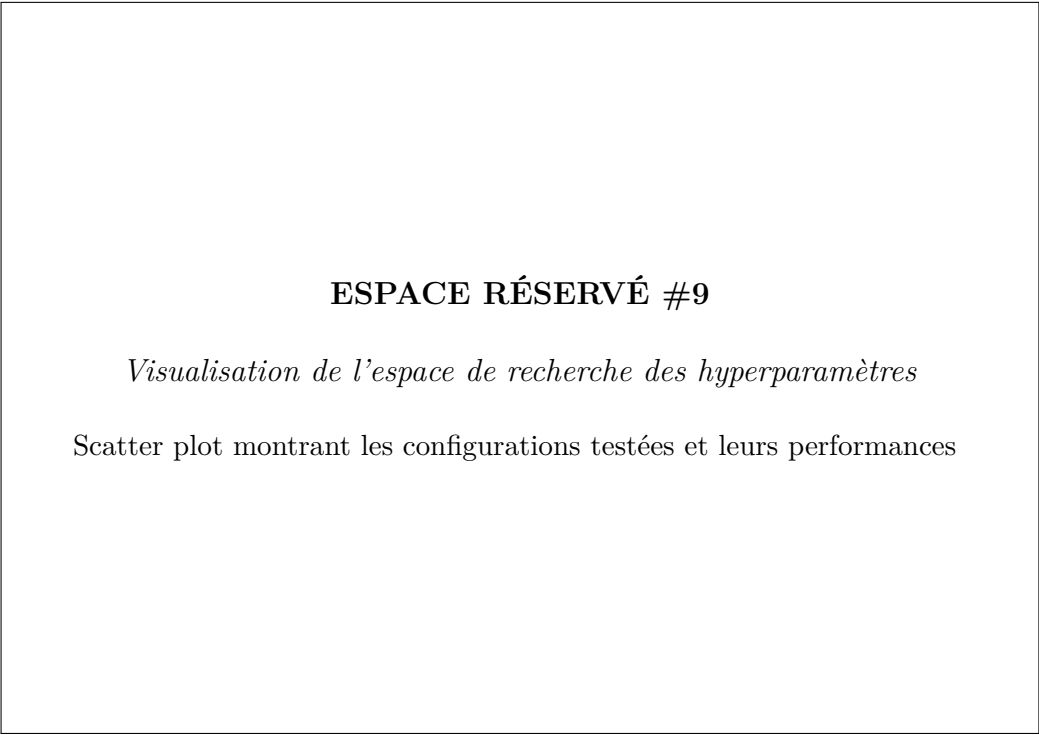 ESPACE RÉSERVÉ #9
Visualisation de l'espace de recherche des hyperparamètres
Scatter plot montrant les configurations testées et leurs performances